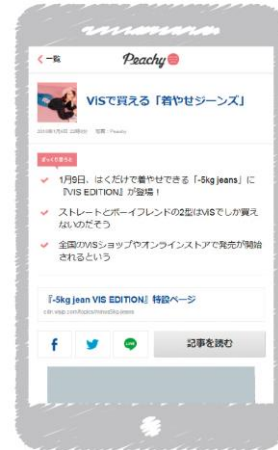 一覧
Peachy
ViSで買える「着やせジーンズ」
ざっくり言うと
1月9日、はくだけで着やせできる「-5kg jeans」に
『ViS EDITION』が登場！
ストレートとボーイフレンドの2型はViSでしか買え
ないのだそう
全国のViSショップやオンラインストアで発売が開始
されるという
『-5kg jean VIS EDITION』特設ページ
記事を読む